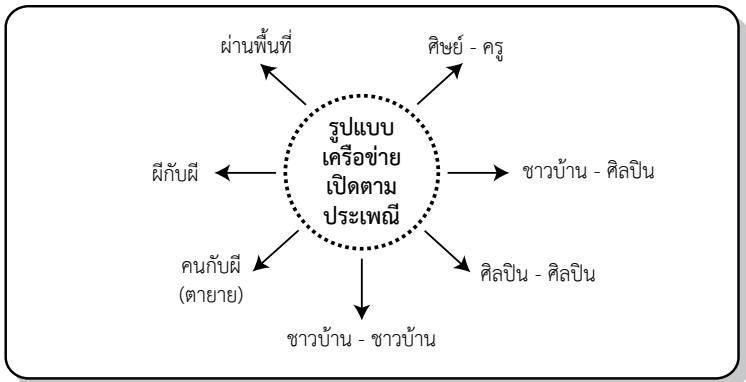 ผ่านพื้นที่
ศิษย์ - ครู
รูปแบบ
เครือข่าย
เปิดตาม
ประเพณี
ผีกับผี
ชาวบ้าน - ศิลปิน
คนกับผี
(ตายาย)
ศิลปิน - ศิลปิน
ชาวบ้าน - ชาวบ้าน